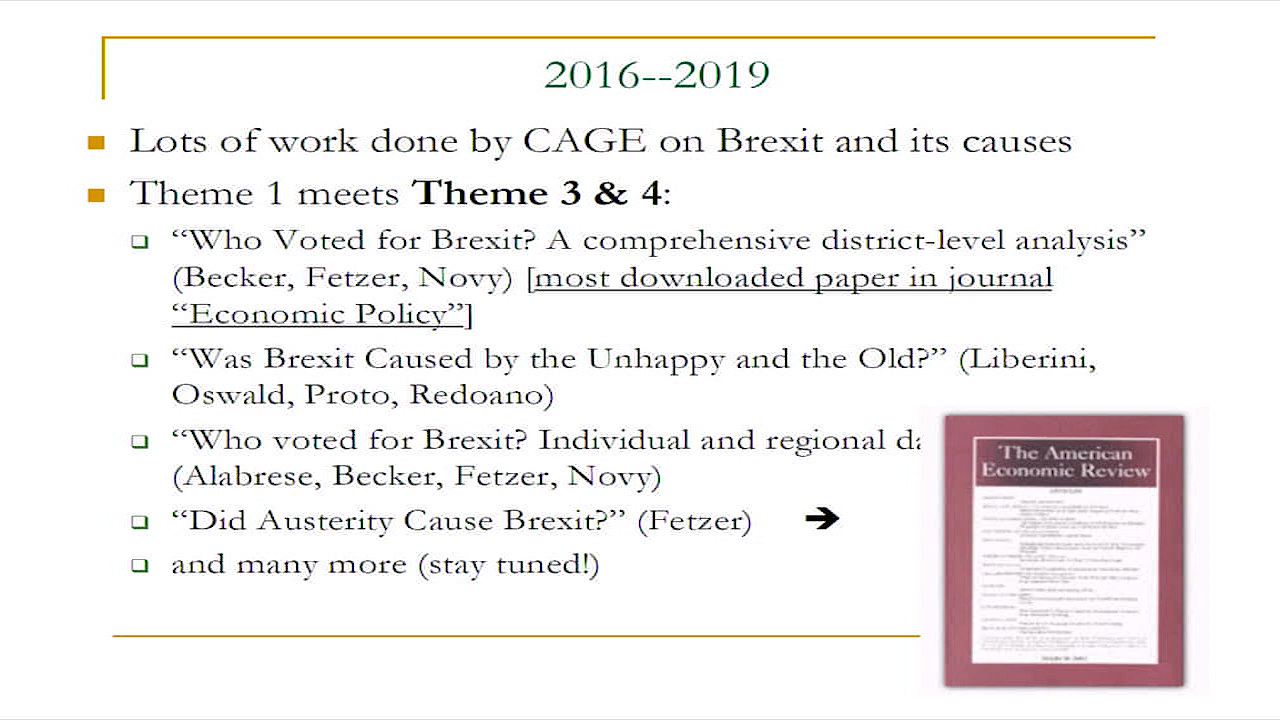 2016--2019
Lots of work done by CAGE on Brexit and its causes
Theme 1 meets Theme 3 & 4:
“Who Voted for Brexit? A comprehensive district-level analysis”
(Becker, Fetzer, Novy) [most downloaded paper in journal
“Economic Policy”]
“Was Brexit Caused by the Unhappy and the Old?” (Liberini,
Oswald, Proto, Redoano)
“Who voted for Brexit? Individual and regional da
(Alabrese, Becker, Fetzer, Novy)
“Did Austerity Cause Brexit?” (Fetzer) ➔
and many more (stay tuned!)
The American
Economic Review